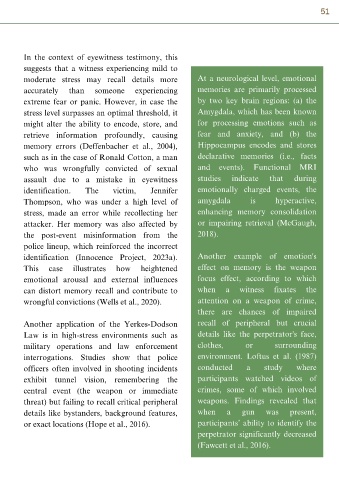 51
In the context of eyewitness testimony, this
suggests that a witness experiencing mild to
moderate stress may recall details more
accurately than someone experiencing
extreme fear or panic. However, in case the
stress level surpasses an optimal threshold, it
might alter the ability to encode, store, and
retrieve information profoundly, causing
memory errors (Deffenbacher et al., 2004),
such as in the case of Ronald Cotton, a man
who was wrongfully convicted of sexual
assault due to a mistake in eyewitness
identification. The victim, Jennifer
Thompson, who was under a high level of
stress, made an error while recollecting her
attacker. Her memory was also affected by
the post-event misinformation from the
police lineup, which reinforced the incorrect
identification (Innocence Project, 2023a).
This case illustrates how heightened
emotional arousal and external influences
can distort memory recall and contribute to
wrongful convictions (Wells et al., 2020).
Another application of the Yerkes-Dodson
Law is in high-stress environments such as
military operations and law enforcement
interrogations. Studies show that police
officers often involved in shooting incidents
exhibit tunnel vision, remembering the
central event (the weapon or immediate
threat) but failing to recall critical peripheral
details like bystanders, background features,
or exact locations (Hope et al., 2016).
At a neurological level, emotional
memories are primarily processed
by two key brain regions: (a) the
Amygdala, which has been known
for processing emotions such as
fear and anxiety, and (b) the
Hippocampus encodes and stores
declarative memories (i.e., facts
and events). Functional MRI
studies indicate that during
emotionally charged events, the
amygdala is hyperactive,
enhancing memory consolidation
or impairing retrieval (McGaugh,
2018).
Another example of emotion's
effect on memory is the weapon
focus effect, according to which
when a witness fixates the
attention on a weapon of crime,
there are chances of impaired
recall of peripheral but crucial
details like the perpetrator's face,
clothes, or surrounding
environment. Loftus et al. (1987)
conducted a study where
participants watched videos of
crimes, some of which involved
weapons. Findings revealed that
when a gun was present,
participants' ability to identify the
perpetrator significantly decreased
(Fawcett et al., 2016).